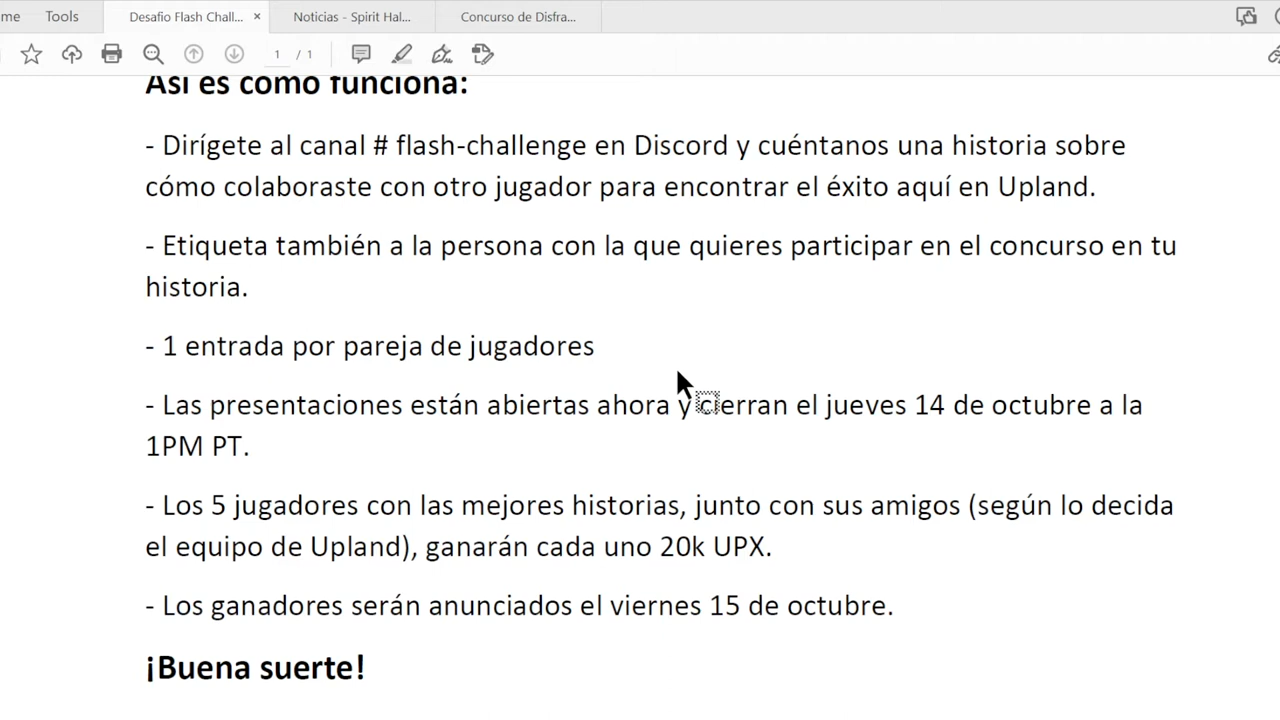 me Tools Desafio Flash Chall... × Noticias - Spirit Hal... Concurso de Disfra...
1 / 1
Así es cómo funciona:
- Dirígete al canal # flash-challenge en Discord y cuéntanos una historia sobre
cómo colaboraste con otro jugador para encontrar el éxito aquí en Upland.
- Etiqueta también a la persona con la que quieres participar en el concurso en tu
historia.
- 1 entrada por pareja de jugadores
- Las presentaciones están abiertas ahora y cierran el jueves 14 de octubre a la
1PM PT.
- Los 5 jugadores con las mejores historias, junto con sus amigos (según lo decida
el equipo de Upland), ganarán cada uno 20k UPX.
- Los ganadores serán anunciados el viernes 15 de octubre.
¡Buena suerte!